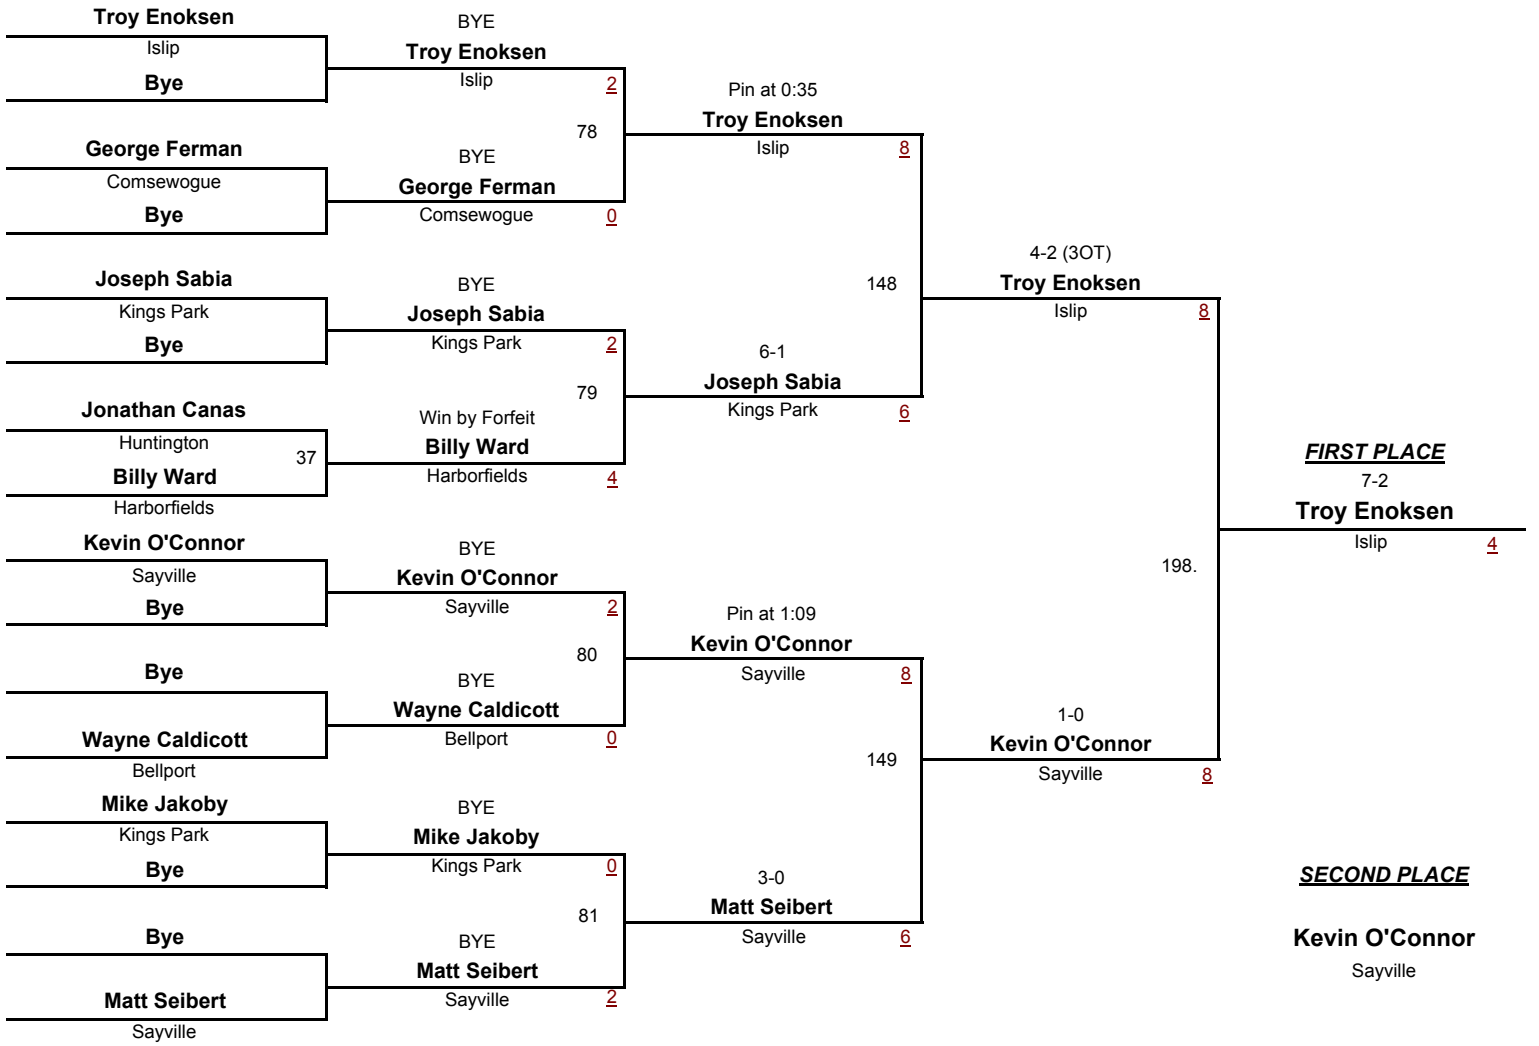 Troy Enoksen
Islip
Bye
George Ferman
Comsewogue
Bye
Joseph Sabia
Kings Park
Bye
Jonathan Canas
Huntington
37
Billy Ward
Harborfields
Kevin O'Connor
Sayville
Bye
Bye
Wayne Caldicott
Bellport
Mike Jakoby
Kings Park
Bye
Bye
Matt Seibert
Sayville
BYE
Troy Enoksen
Islip
2
78
BYE
George Ferman
Comsewogue
0
BYE
Joseph Sabia
Kings Park
2
79
Win by Forfeit
Billy Ward
Harborfields
4
BYE
Kevin O'Connor
Sayville
2
80
BYE
Wayne Caldicott
Bellport
0
BYE
Mike Jakoby
Kings Park
0
81
BYE
Matt Seibert
Sayville
2
Pin at 0:35
Troy Enoksen
Islip
8
148
6-1
Joseph Sabia
Kings Park
6
Pin at 1:09
Kevin O'Connor
Sayville
8
149
3-0
Matt Seibert
Sayville
6
4-2 (3OT)
Troy Enoksen
Islip
8
198.
1-0
Kevin O'Connor
Sayville
8
FIRST PLACE
7-2
Troy Enoksen
Islip
4
SECOND PLACE
Kevin O'Connor
Sayville